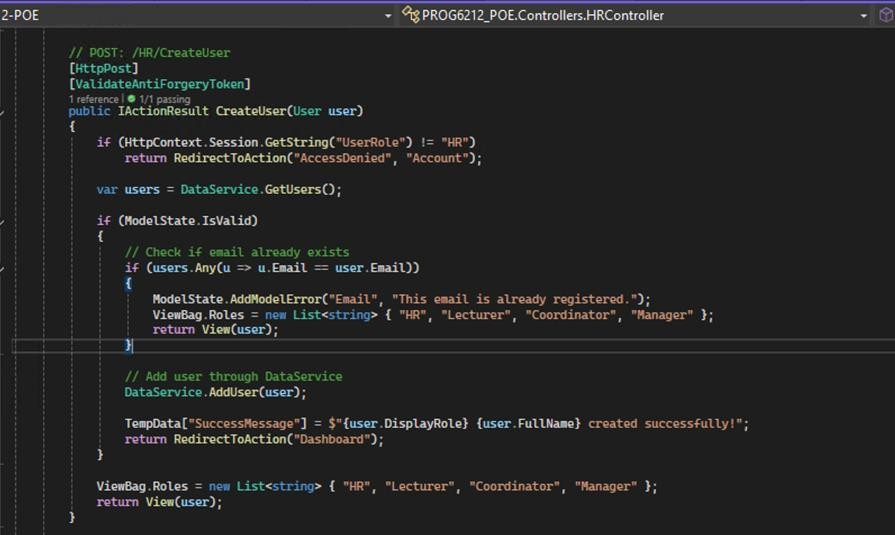 2-POE PROG6212_POE.Controllers.HRController
// POST: /HR/CreateUser
[HttpPost]
[ValidateAntiForgeryToken]
1 reference | 1/1 passing
public IActionResult CreateUser(User user)
{
if (HttpContext.Session.GetString("UserRole") != "HR")
return RedirectToAction("AccessDenied", "Account");
var users = DataService.GetUsers();
if (ModelState.IsValid)
{
// Check if email already exists
if (users.Any(u => u.Email == user.Email))
{
ModelState.AddModelError("Email", "This email is already registered.");
ViewBag.Roles = new List<string> { "HR", "Lecturer", "Coordinator", "Manager" };
return View(user);
}
// Add user through DataService
DataService.AddUser(user);
TempData["SuccessMessage"] = $"{user.DisplayRole} {user.FullName} created successfully!";
return RedirectToAction("Dashboard");
}
ViewBag.Roles = new List<string> { "HR", "Lecturer", "Coordinator", "Manager" };
return View(user);
}